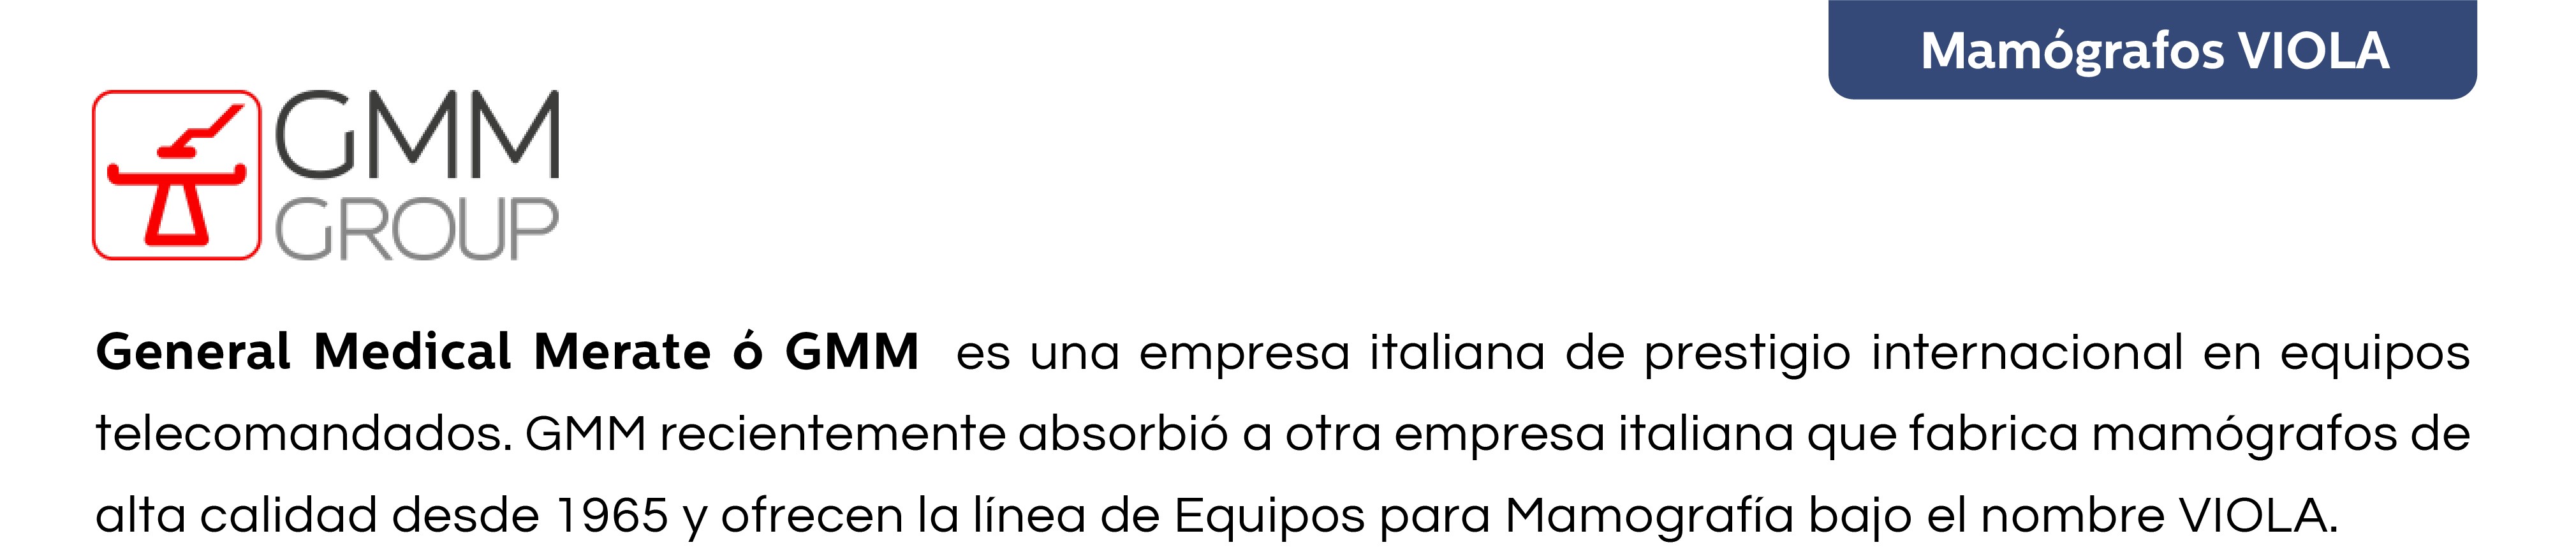 Mamógrafos VIOLA
GMM
GROUP
General Medical Merate ó GMM es una empresa italiana de prestigio internacional en equipos
telecomandados. GMM recientemente absorbió a otra empresa italiana que fabrica mamógrafos de
alta calidad desde 1965 y ofrecen la línea de Equipos para Mamografía bajo el nombre VIOLA.